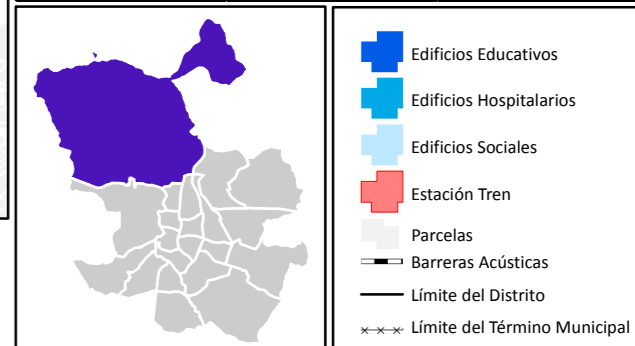 Edificios Educativos
Edificios Hospitalarios
Edificios Sociales
Estación Tren
Parcelas
Barreras Acústicas
Límite del Distrito
Límite del Término Municipal